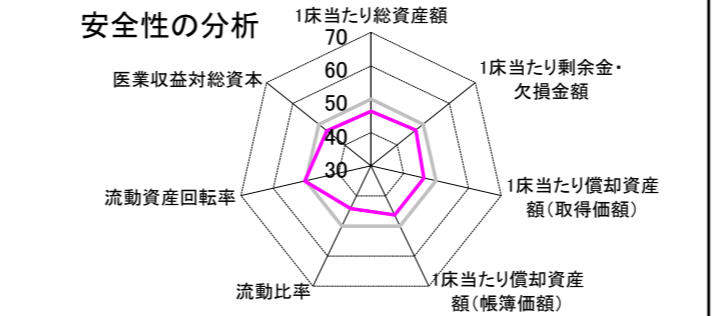 安全性の分析
1床当たり総資産額
70
60
50
40
30
1床当たり剰余金・
欠損金額
1床当たり償却資産
額(取得価額)
1床当たり償却資産
額(帳簿価額)
流動比率
流動資産回転率
医業収益対総資本